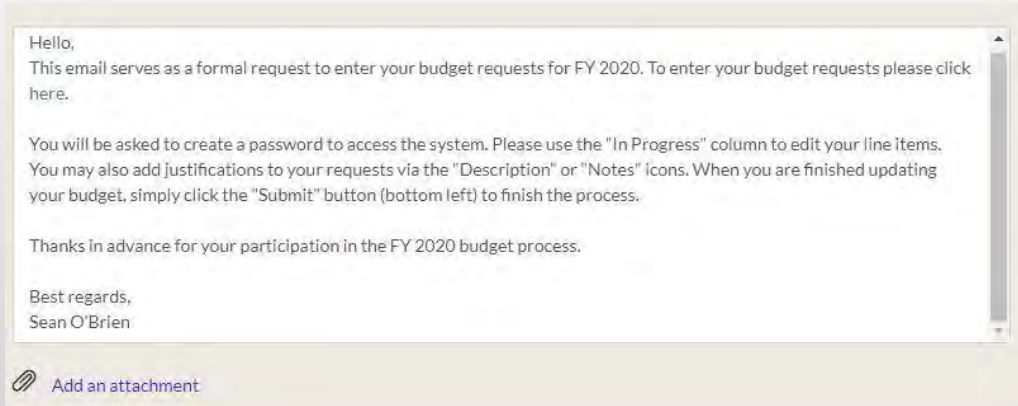 Hello,
This email serves as a formal request to enter your budget requests for FY 2020. To enter your budget requests please click
here.
You will be asked to create a password to access the system. Please use the "In Progress" column to edit your line items.
You may also add justifications to your requests via the "Description" or "Notes" icons. When you are finished updating
your budget, simply click the "Submit" button (bottom left) to finish the process.
Thanks in advance for your participation in the FY 2020 budget process.
Best regards,
Sean O'Brien
Add an attachment